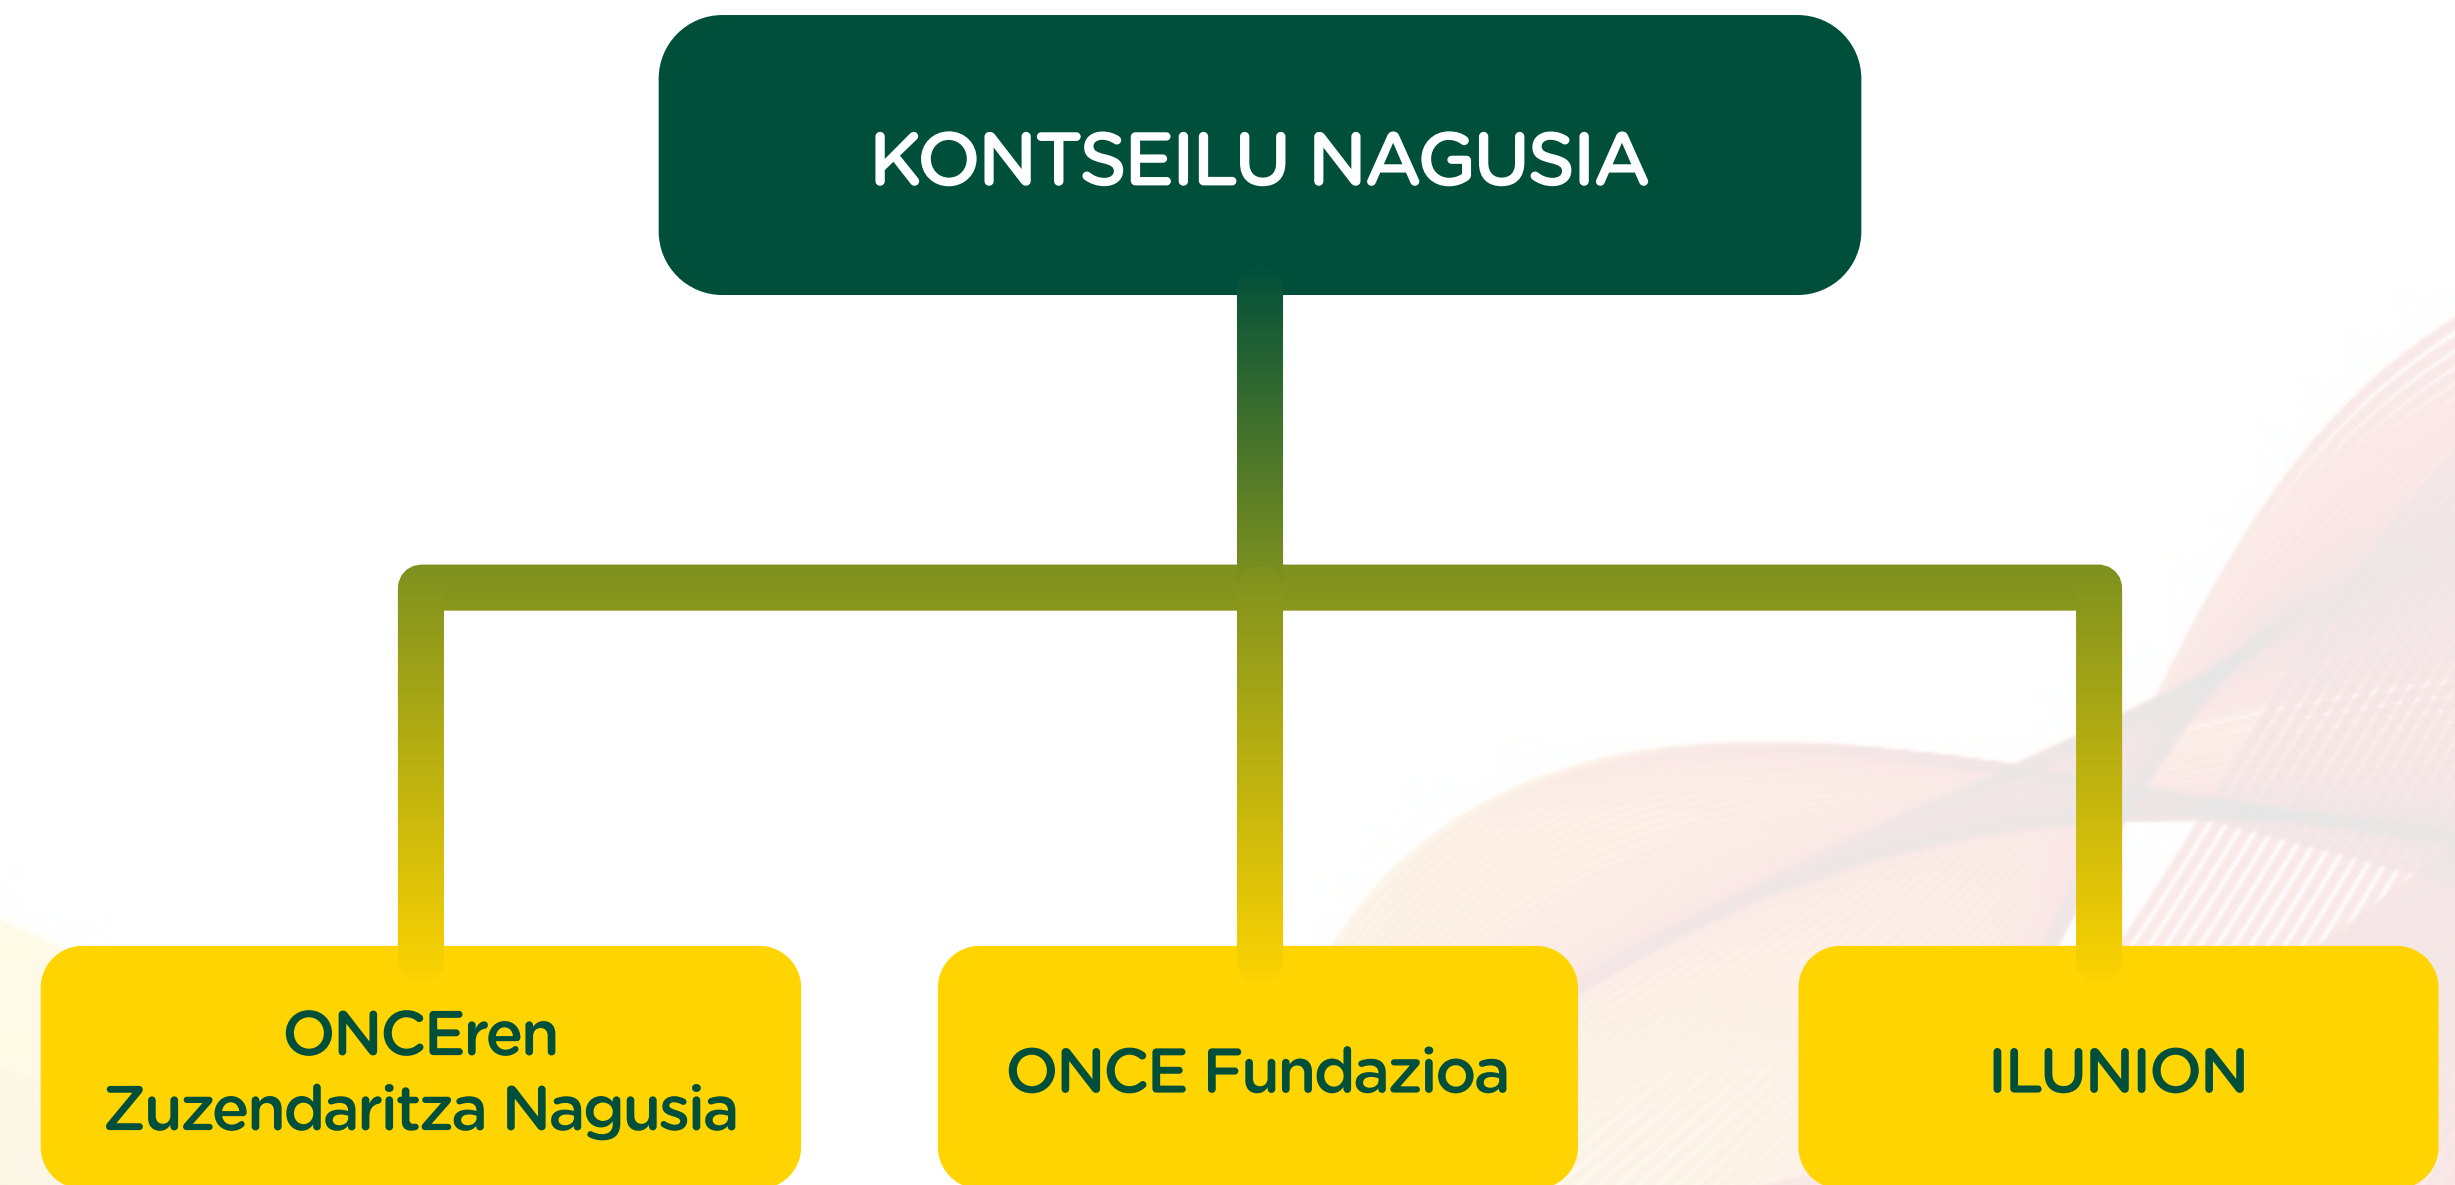 KONTSEILU NAGUSIA
ONCEren
Zuzendaritza Nagusia
ONCE Fundazioa
ILUNION